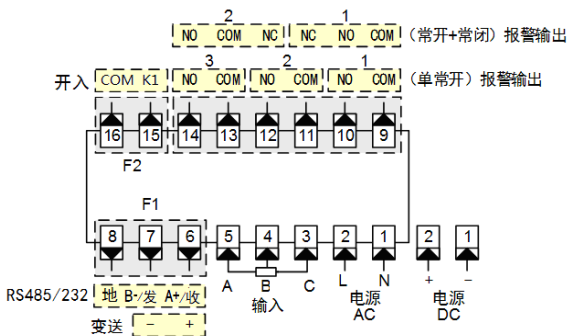 2 1
NO COM NC NC NO COM (常开+常闭) 报警输出
3 2 1
开入 COM K1 NO COM NO COM NO COM (单常开) 报警输出
16 15 14 13 12 11 10 9
F2
F1
8 7 6 5 4 3 2 1 2 1
A B C L N + −
RS485/232 地 B-/发 A+/收 输入 电源 AC 电源 DC
变送 − +